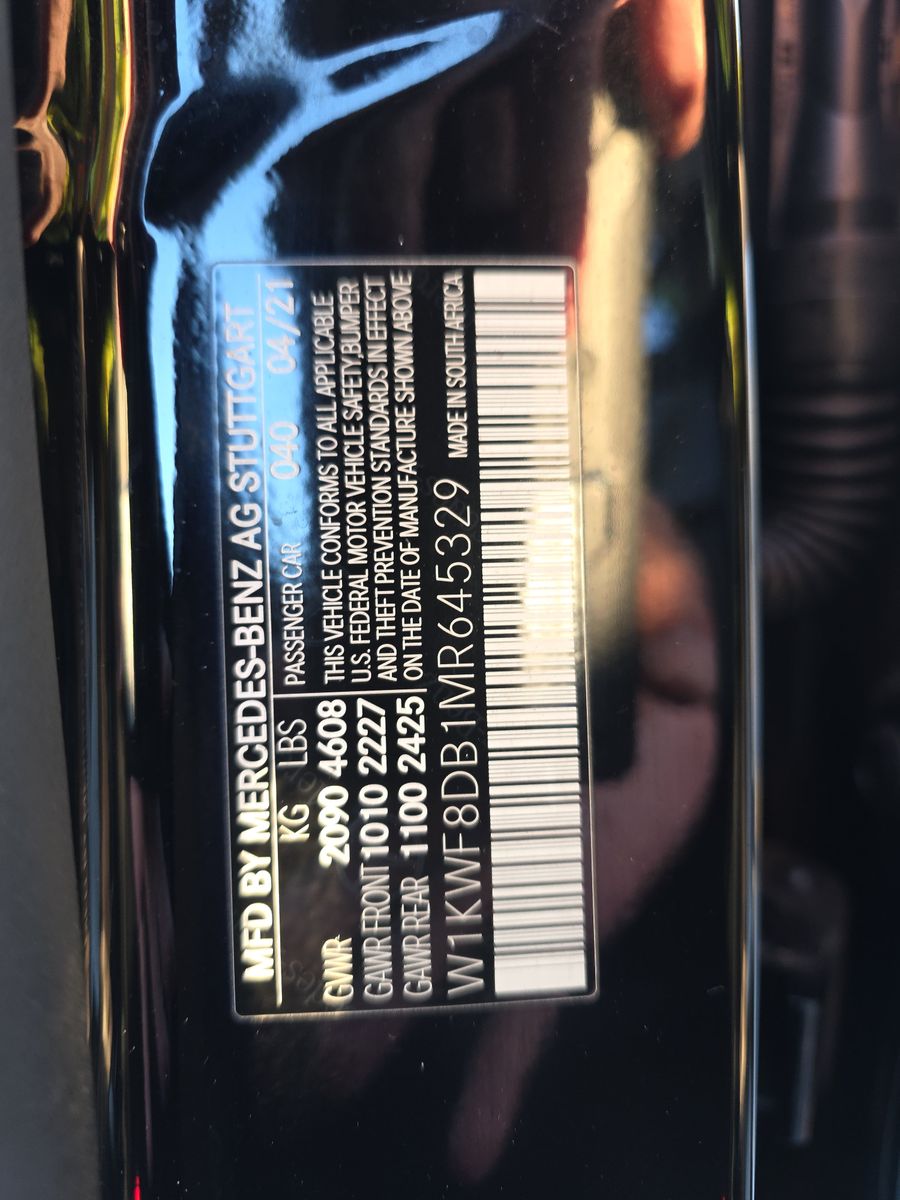 MFD BY MERCEDES-BENZ AG STUTTGART
KG LBS PASSENGER CAR 040 04/21
GVWR 2090 4608
GAWR FRONT 1010 2227
GAWR REAR 1100 2425
THIS VEHICLE CONFORMS TO ALL APPLICABLE
U.S. FEDERAL MOTOR VEHICLE SAFETY,BUMPER
AND THEFT PREVENTION STANDARDS IN EFFECT
ON THE DATE OF MANUFACTURE SHOWN ABOVE
W1KWF8DB1MR645329 MADE IN SOUTH AFRICA